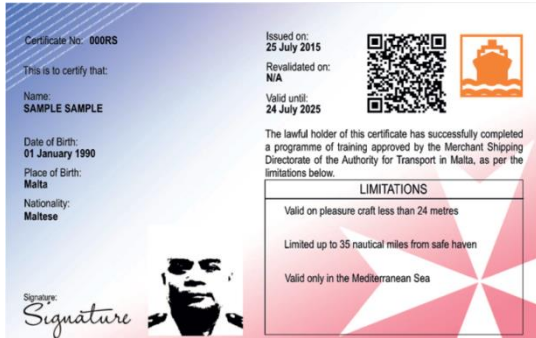 Certificate No: 000RS
This is to certify that:
Name:
SAMPLE SAMPLE
Date of Birth:
01 January 1990
Place of Birth:
Malta
Nationality:
Maltese
Signature:
Signature
Issued on:
25 July 2015
Revalidated on:
N/A
Valid until:
24 July 2025
The lawful holder of this certificate has successfully completed
a programme of training approved by the Merchant Shipping
Directorate of the Authority for Transport in Malta, as per the
limitations below.
LIMITATIONS
Valid on pleasure craft less than 24 metres
Limited up to 35 nautical miles from safe haven
Valid only in the Mediterranean Sea